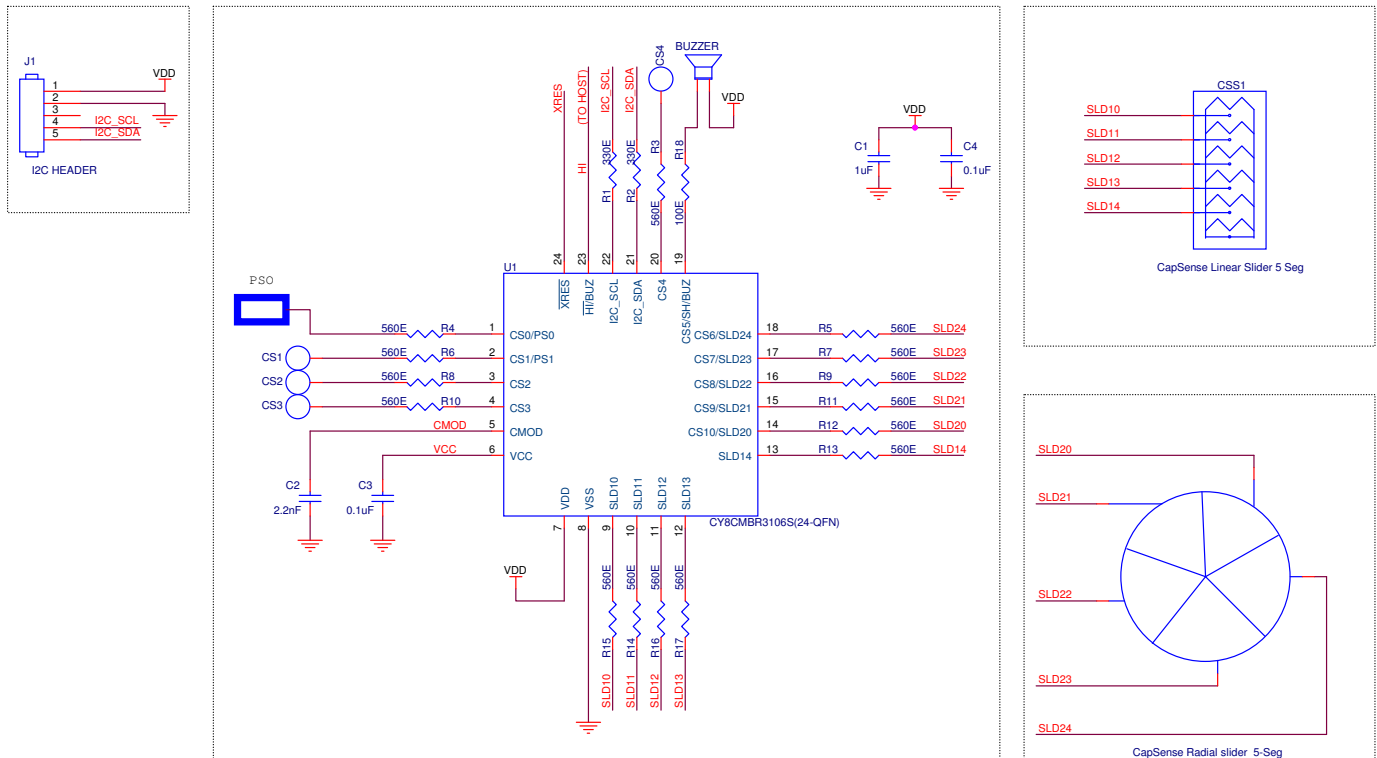 J1
1
2
3
4
5
VDD
I2C_SCL
I2C_SDA
I2C HEADER
XRES
HI (TO HOST)
I2C_SCL
I2C_SDA
CS4
BUZZER
VDD
R1 330E
R2 330E
R3
560E
R18
100E
VDD
C1
1uF
C4
0.1uF
24
23
22
21
20
19
U1
XRES
HI/BUZ
I2C_SCL
I2C_SDA
CS4
CS5/SH/BUZ
PS0
560E R4 1 CS0/PS0
CS1 560E R6 2 CS1/PS1
CS2 560E R8 3 CS2
CS3 560E R10 4 CS3
CMOD 5 CMOD
VCC 6 VCC
C2
2.2nF
C3
0.1uF
CS6/SLD24 18 R5 560E SLD24
CS7/SLD23 17 R7 560E SLD23
CS8/SLD22 16 R9 560E SLD22
CS9/SLD21 15 R11 560E SLD21
CS10/SLD20 14 R12 560E SLD20
SLD14 13 R13 560E SLD14
VDD
VSS
SLD10
SLD11
SLD12
SLD13
7
8
9
10
11
12
CY8CMBR3106S(24-QFN)
VDD
560E
560E
560E
560E
R15
R14
R16
R17
SLD10
SLD11
SLD12
SLD13
CSS1
SLD10
SLD11
SLD12
SLD13
SLD14
CapSense Linear Slider 5 Seg
SLD20
SLD21
SLD22
SLD23
SLD24
CapSense Radial slider 5-Seg